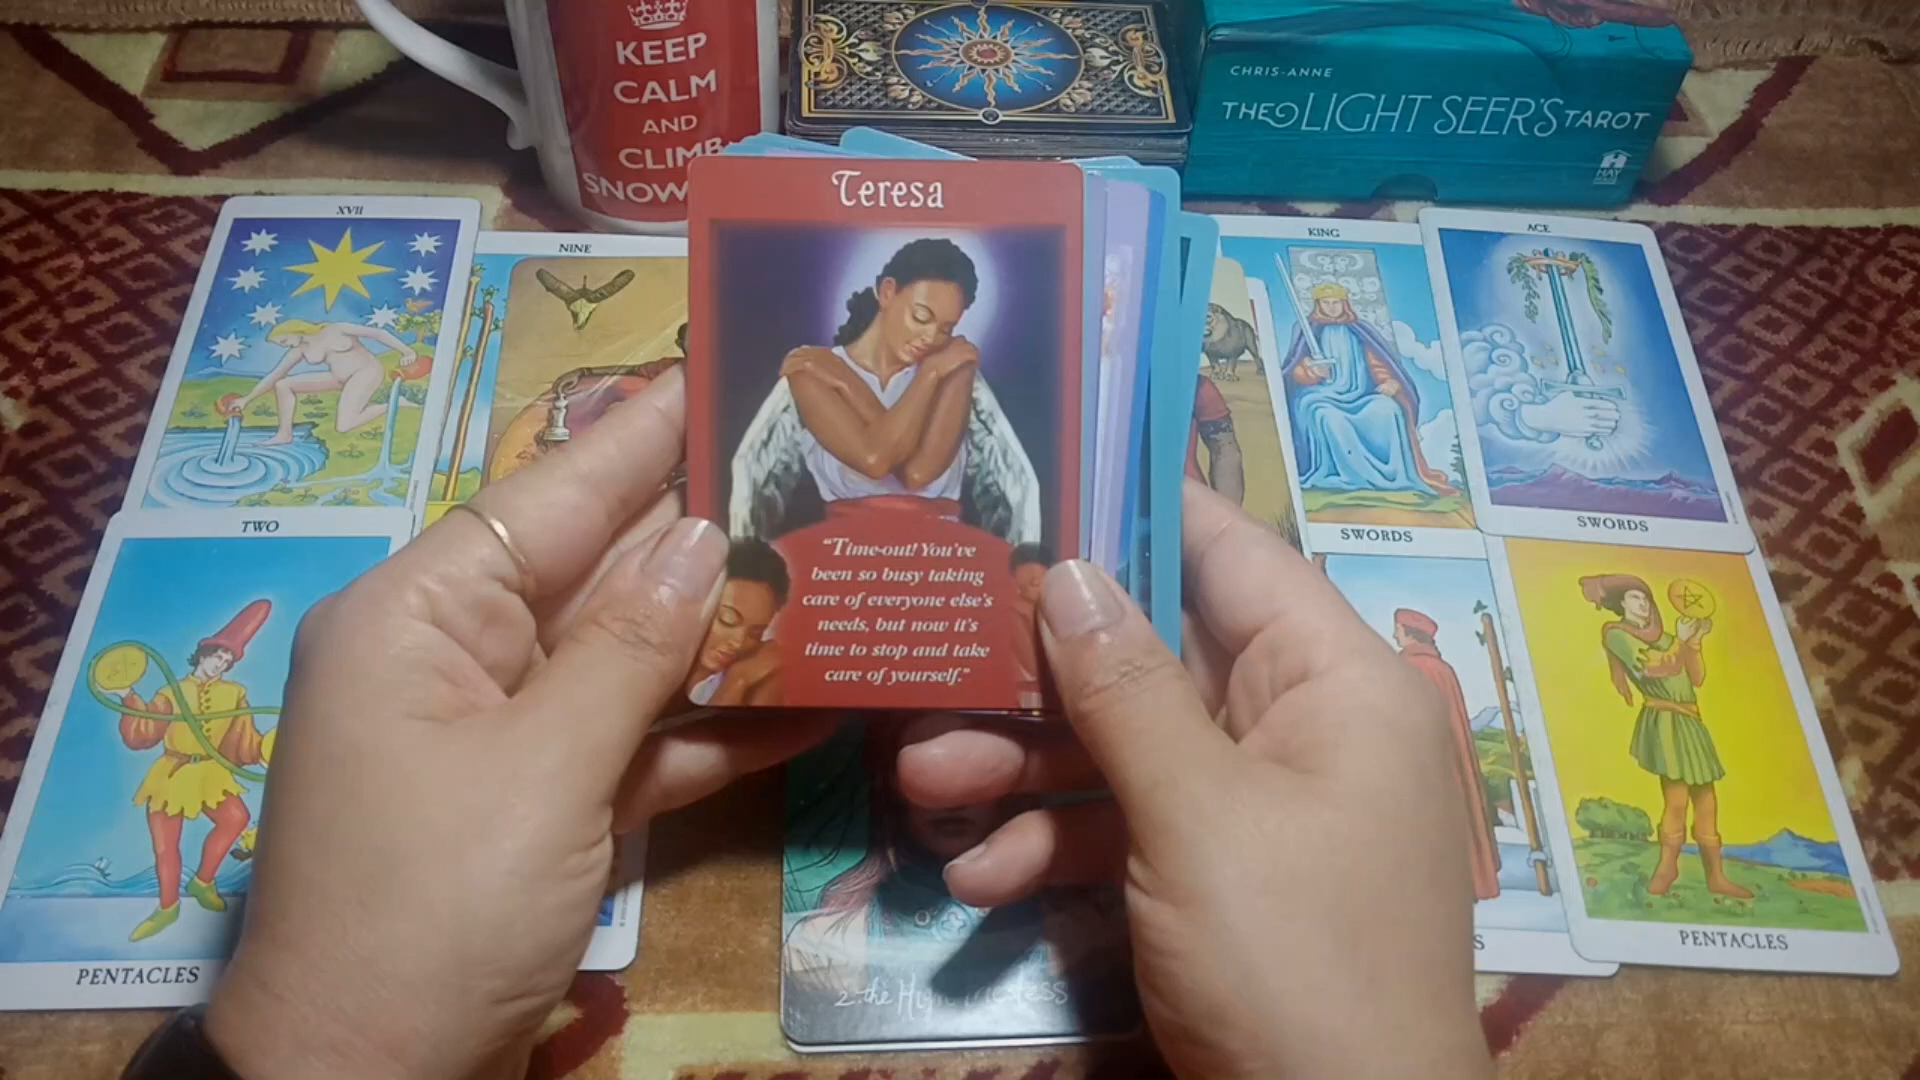 KEEP
CALM
AND
CLIMB
SNOW
CHRIS-ANNE
THE LIGHT SEER'S TAROT
HAY
HOUSE
XVII
NINE
Teresa
"Time-out! You've
been so busy taking
care of everyone else's
needs, but now it's
time to stop and take
care of yourself."
KING
SWORDS
ACE
SWORDS
TWO
PENTACLES
S
PENTACLES
2. the High